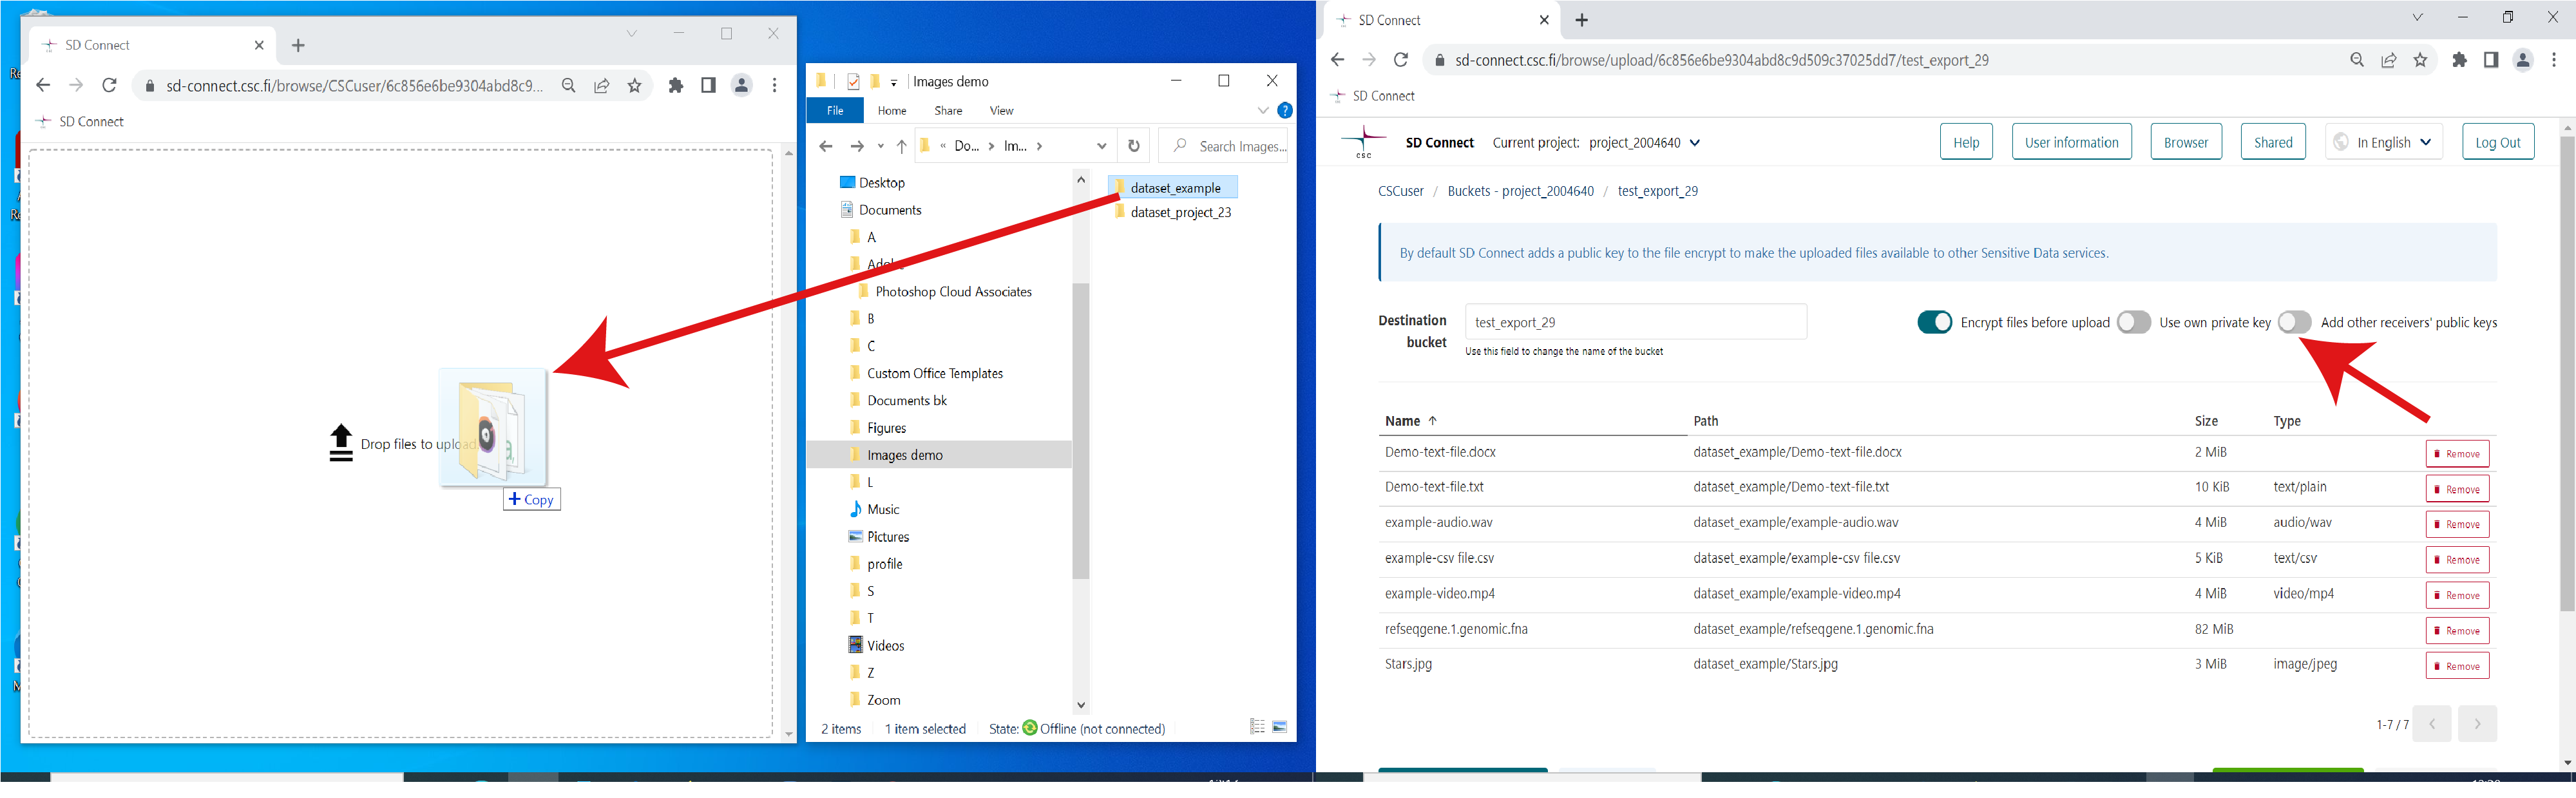 SD Connect
sd-connect.csc.fi/browse/CSCuser/6c856e6be9304abd8c9...
SD Connect
Drop files to uploa
Copy
Images demo
File Home Share View
« Do... > Im... >
Search Images...
Desktop
Documents
A
Adobe
Photoshop Cloud Associates
B
C
Custom Office Templates
Documents bk
Figures
Images demo
L
Music
Pictures
profile
S
T
Videos
Z
Zoom
dataset_example
dataset_project_23
2 items 1 item selected State: Offline (not connected)
SD Connect
sd-connect.csc.fi/browse/upload/6c856e6be9304abd8c9d509c37025dd7/test_export_29
SD Connect
csc
SD Connect Current project: project_2004640
Help User information Browser Shared In English Log Out
CSCuser / Buckets - project_2004640 / test_export_29
By default SD Connect adds a public key to the file encrypt to make the uploaded files available to other Sensitive Data services.
Destination bucket
test_export_29
Use this field to change the name of the bucket
Encrypt files before upload Use own private key Add other receivers' public keys
Name ↑ Path Size Type
Demo-text-file.docx dataset_example/Demo-text-file.docx 2 MiB Remove
Demo-text-file.txt dataset_example/Demo-text-file.txt 10 KiB text/plain Remove
example-audio.wav dataset_example/example-audio.wav 4 MiB audio/wav Remove
example-csv file.csv dataset_example/example-csv file.csv 5 KiB text/csv Remove
example-video.mp4 dataset_example/example-video.mp4 4 MiB video/mp4 Remove
refseqgene.1.genomic.fna dataset_example/refseqgene.1.genomic.fna 82 MiB Remove
Stars.jpg dataset_example/Stars.jpg 3 MiB image/jpeg Remove
1-7 / 7